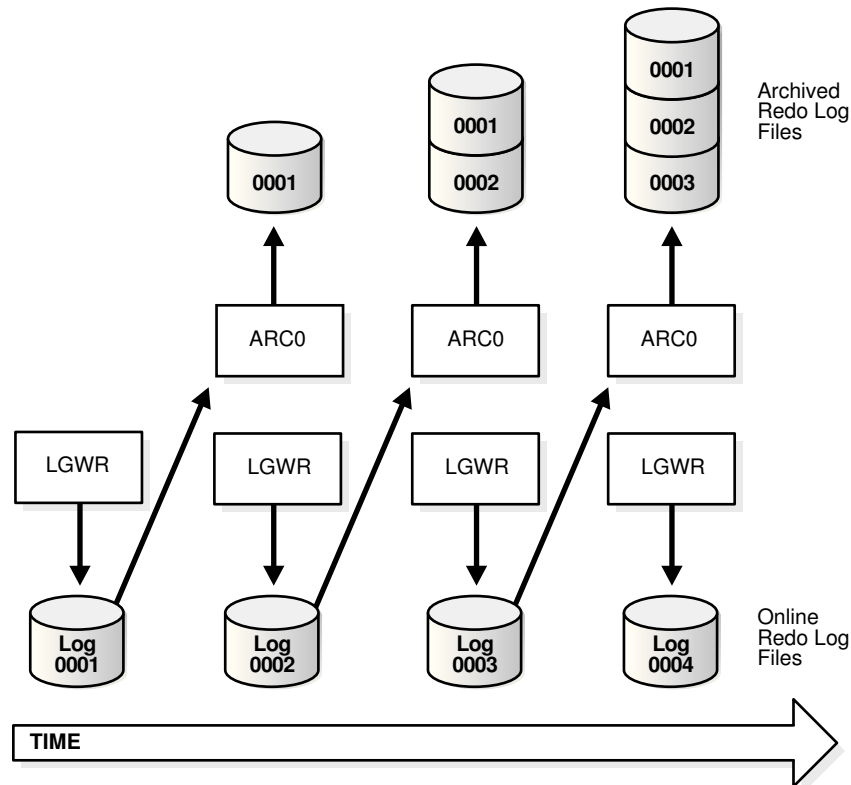 0001
0001
0002
0001
0002
0003
Archived
Redo Log
Files
ARC0
ARC0
ARC0
LGWR
LGWR
LGWR
LGWR
Log
0001
Log
0002
Log
0003
Log
0004
Online
Redo Log
Files
TIME